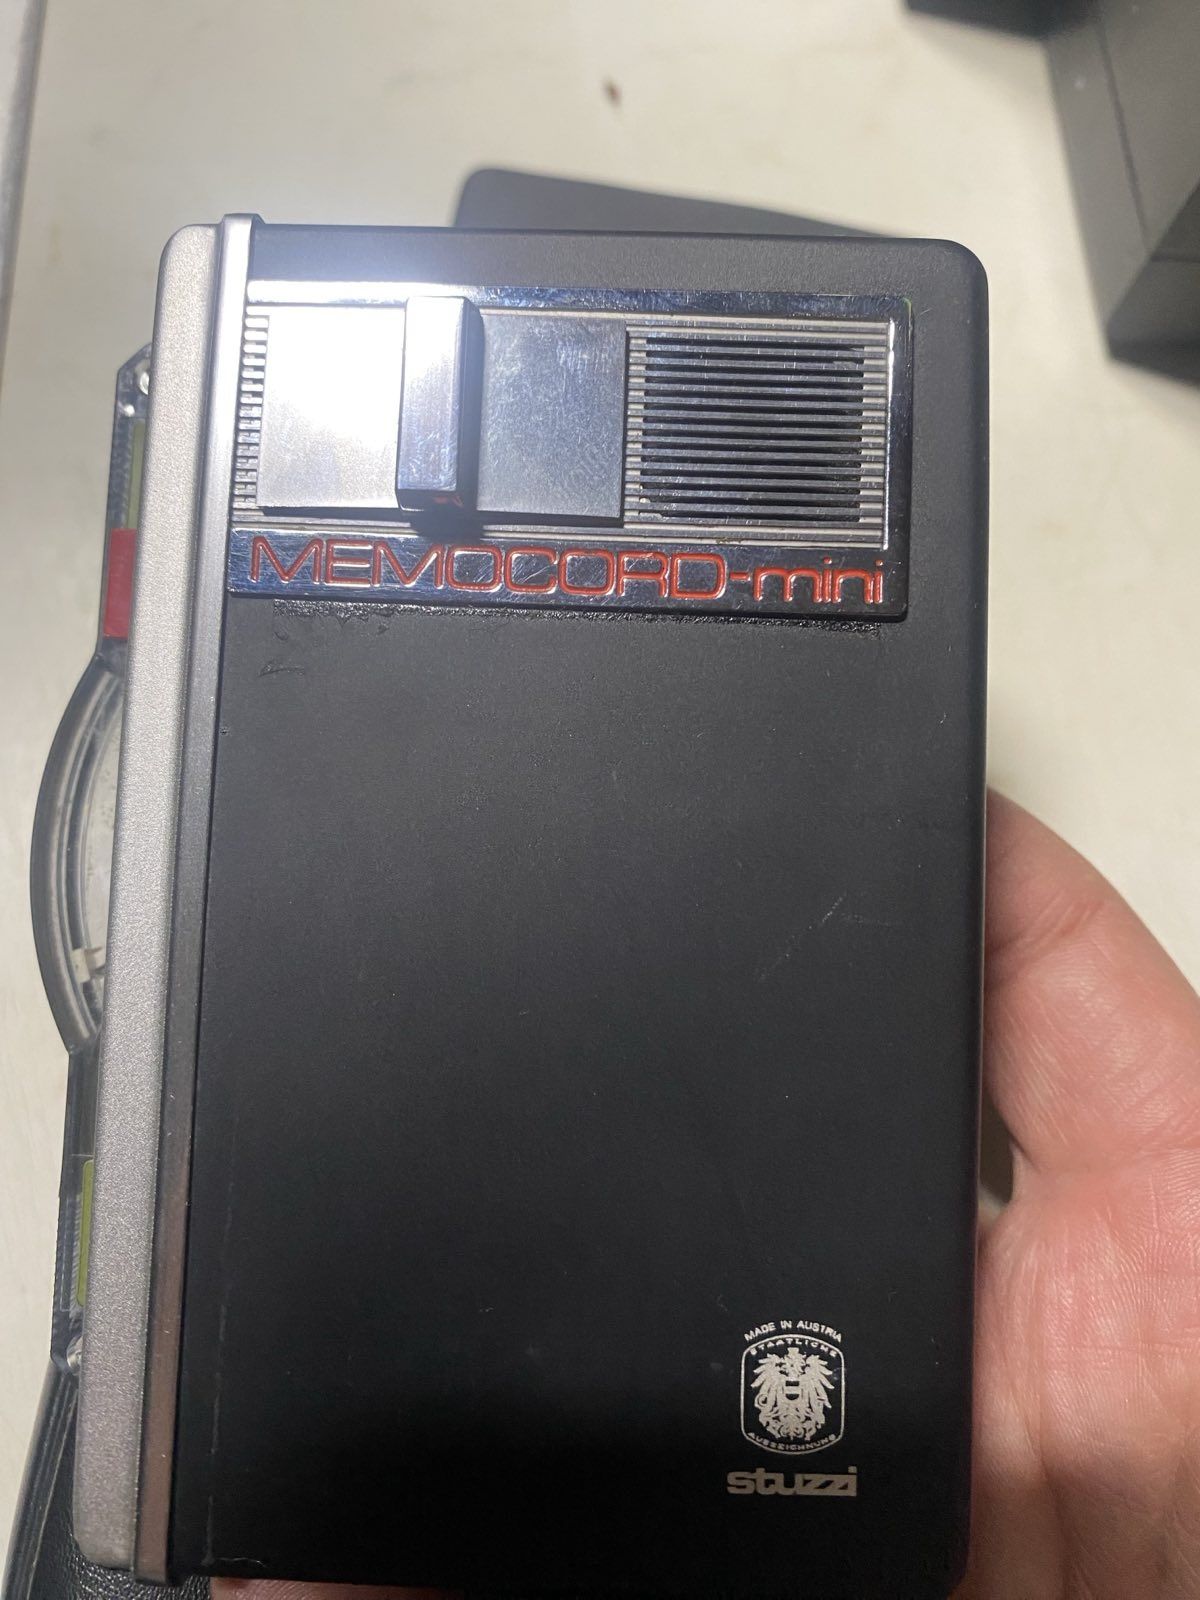 MEMOCORD-mini
MADE IN AUSTRIA
STAATLICHE
AUSZEICHNUNG
stuzzi